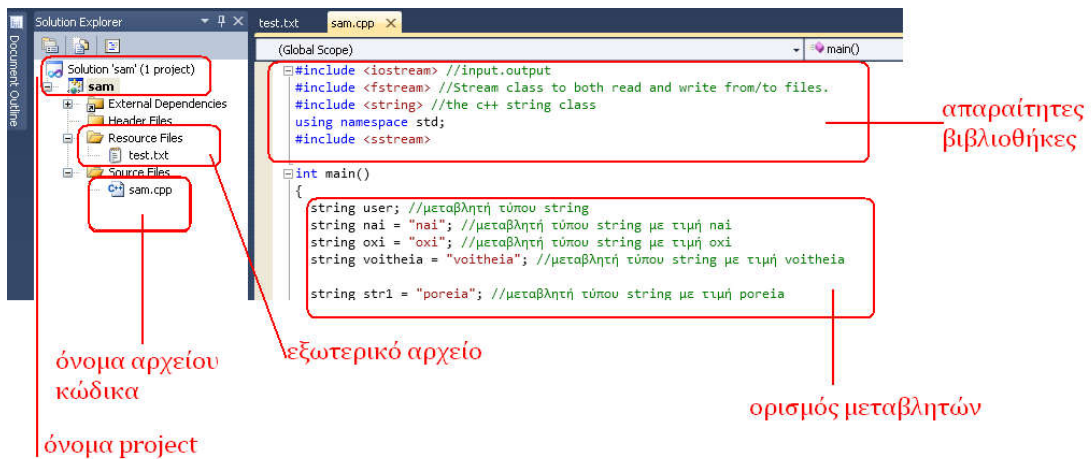 Document Outline
Solution Explorer
Solution 'sam' (1 project)
sam
External Dependencies
Header Files
Resource Files
test.txt
Source Files
sam.cpp
test.txt sam.cpp
(Global Scope) main()
#include <iostream> //input.output
#include <fstream> //Stream class to both read and write from/to files.
#include <string> //the c++ string class
using namespace std;
#include <sstream>
int main()
{
string user; //μεταβλητή τύπου string
string nai = "nai"; //μεταβλητή τύπου string με τιμή nai
string oxi = "oxi"; //μεταβλητή τύπου string με τιμή oxi
string voitheia = "voitheia"; //μεταβλητή τύπου string με τιμή voitheia
string str1 = "poreia"; //μεταβλητή τύπου string με τιμή poreia
απαραίτητες
βιβλιοθήκες
εξωτερικό αρχείο
όνομα αρχείου
κώδικα
ορισμός μεταβλητών
όνομα project